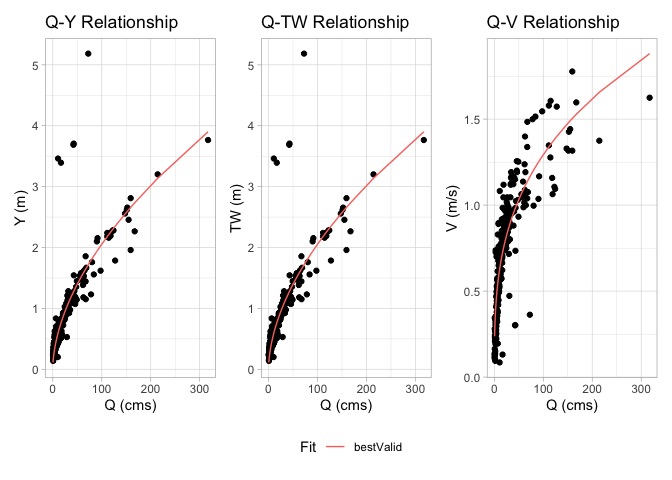 Q-Y Relationship
Y (m)
5
4
3
2
1
0
0 100 200 300
Q (cms)
Q-TW Relationship
TW (m)
5
4
3
2
1
0
0 100 200 300
Q (cms)
Q-V Relationship
V (m/s)
1.5
1.0
0.5
0.0
0 100 200 300
Q (cms)
Fit bestValid